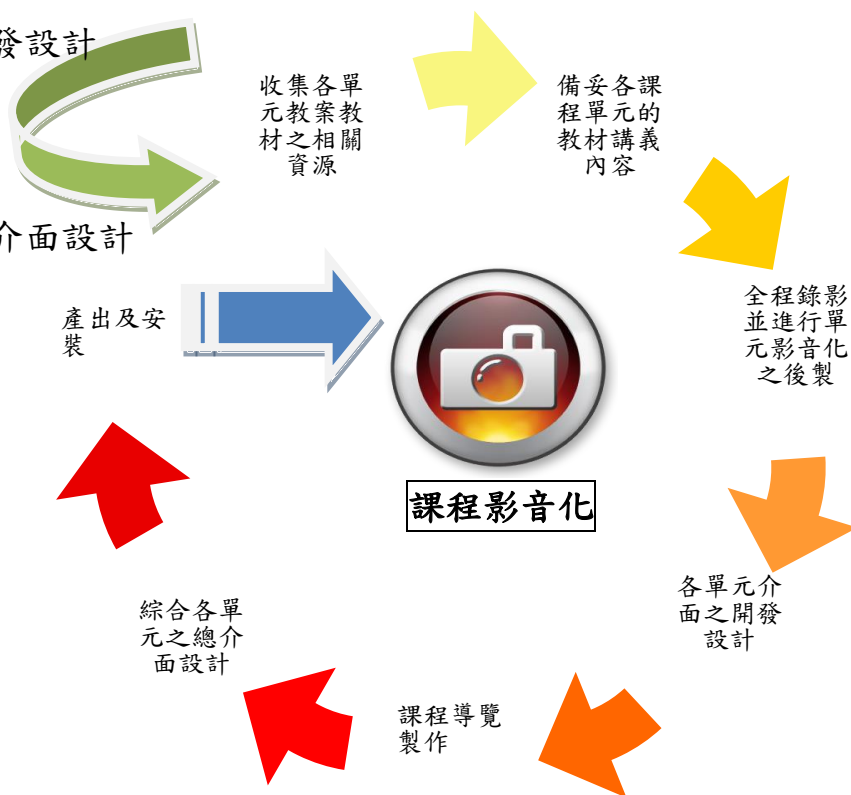 發設計
收集各單
元教案教
材之相關
資源
備妥各課
程單元的
教材講義
內容
介面設計
全程錄影
並進行單
元影音化
之後製
產出及安
裝
課程影音化
各單元介
面之開發
設計
綜合各單
元之總介
面設計
課程導覽
製作